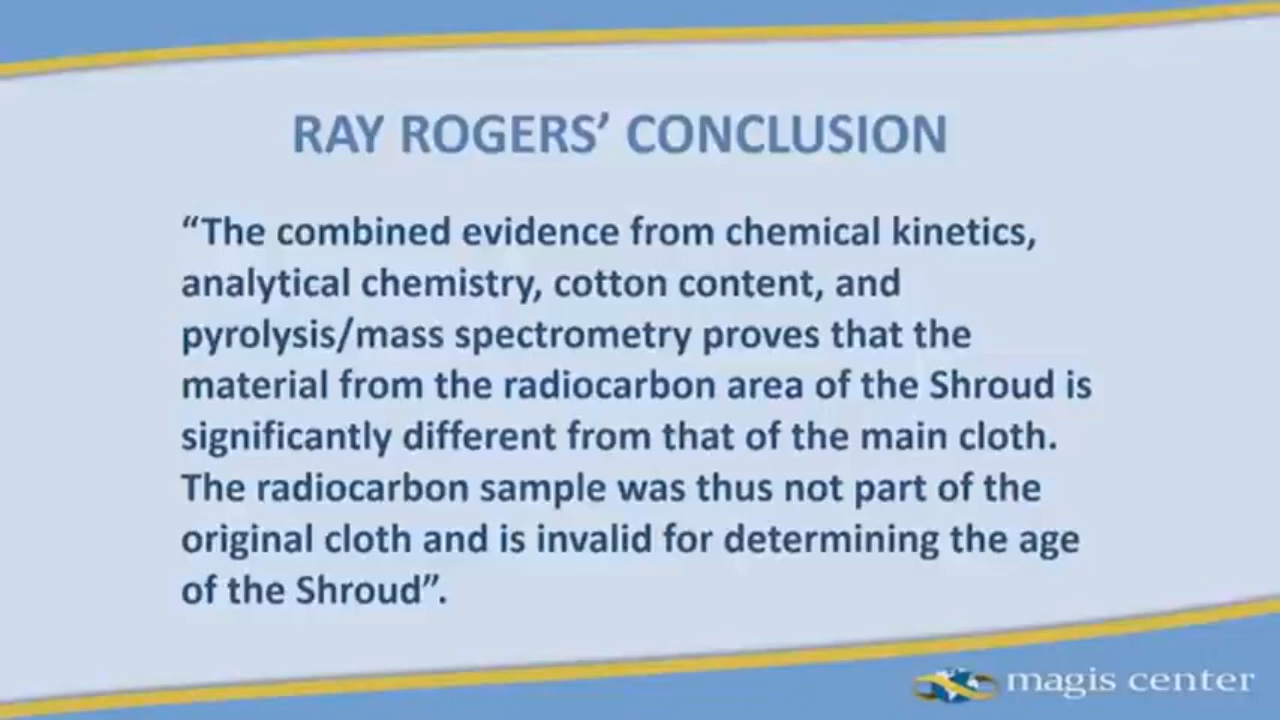 RAY ROGERS’ CONCLUSION
“The combined evidence from chemical kinetics,
analytical chemistry, cotton content, and
pyrolysis/mass spectrometry proves that the
material from the radiocarbon area of the Shroud is
significantly different from that of the main cloth.
The radiocarbon sample was thus not part of the
original cloth and is invalid for determining the age
of the Shroud”.
magis center